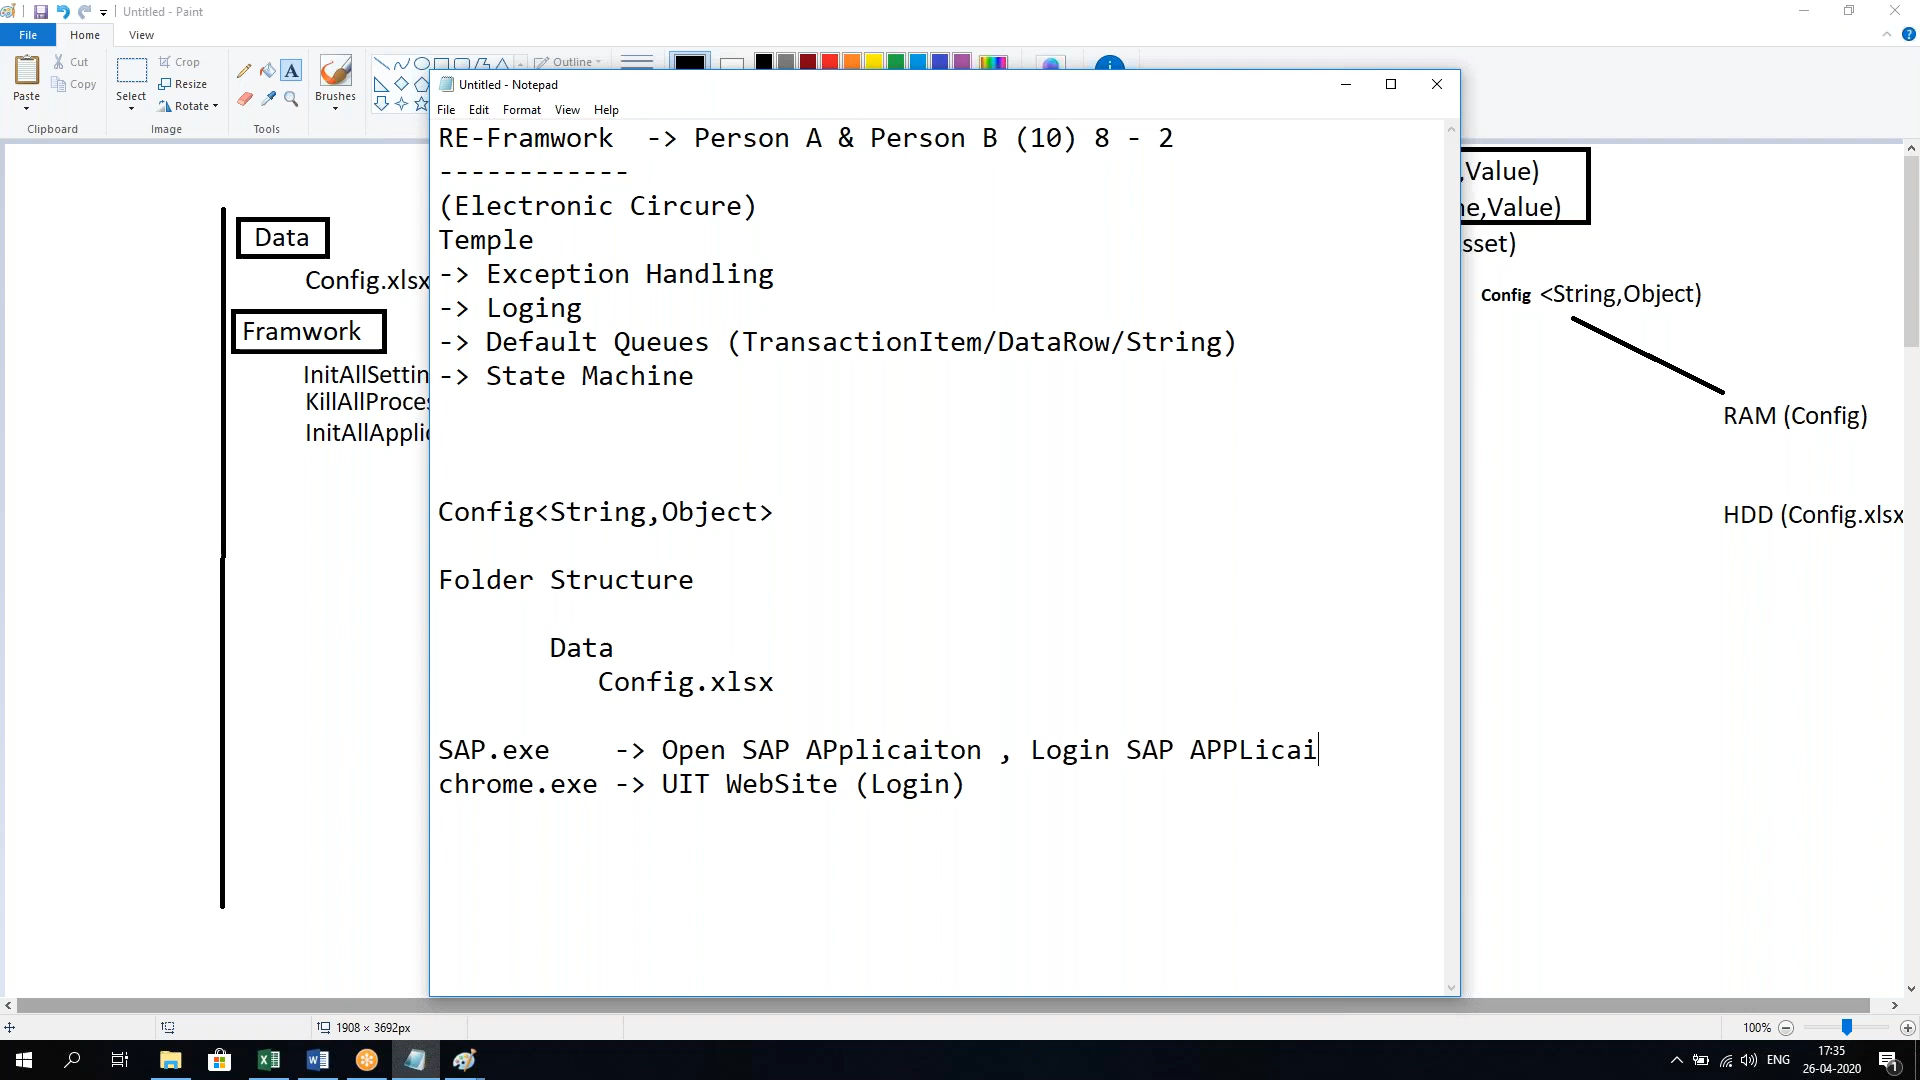 Untitled - Paint
File
Home
View
Paste
Cut
Copy
Clipboard
Select
Crop
Resize
Rotate
Image
Tools
Brushes
Outline
Untitled - Notepad
File Edit Format View Help
RE-Framwork -> Person A & Person B (10) 8 - 2
------------
(Electronic Circure)
Temple
-> Exception Handling
-> Loging
-> Default Queues (TransactionItem/DataRow/String)
-> State Machine
Config<String,Object>
Folder Structure
Data
Config.xlsx
SAP.exe -> Open SAP APplicaiton , Login SAP APPLicai
chrome.exe -> UIT WebSite (Login)
Data
Config.xlsx
Framwork
InitAllSettin
KillAllProces
InitAllApplic
,Value)
ne,Value)
sset)
Config <String,Object)
RAM (Config)
HDD (Config.xlsx
1908 × 3692px
100%
ENG
17:35
26-04-2020
1